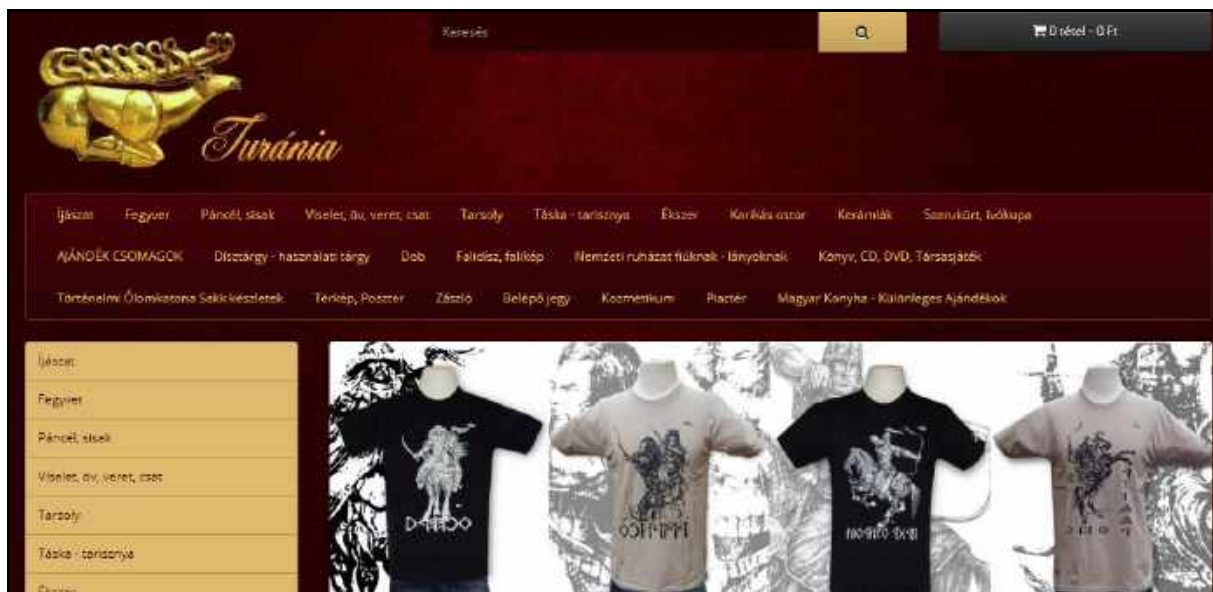 Keresés
0 tétel - 0 Ft
Turánia
Íjászat Fegyver Páncél, sisak Viselet, öv, veret, csat Tarsoly Táska - tarisznya Ékszer Karikás ostor Kerámiák Szarukürt, ivókupa
AJÁNDÉK CSOMAGOK Dísztárgy - használati tárgy Dob Falidísz, falikép Nemzeti ruházat fiúknak - lányoknak Könyv, CD, DVD, Társasjáték
Történelmi Ólomkatona Sakk készletek Térkép, Poszter Zászló Belépő jegy Kozmetikum Piactér Magyar Konyha - Különleges Ajándékok
Íjászat
Fegyver
Páncél, sisak
Viselet, öv, veret, csat
Tarsoly
Táska - tarisznya
Ékszer